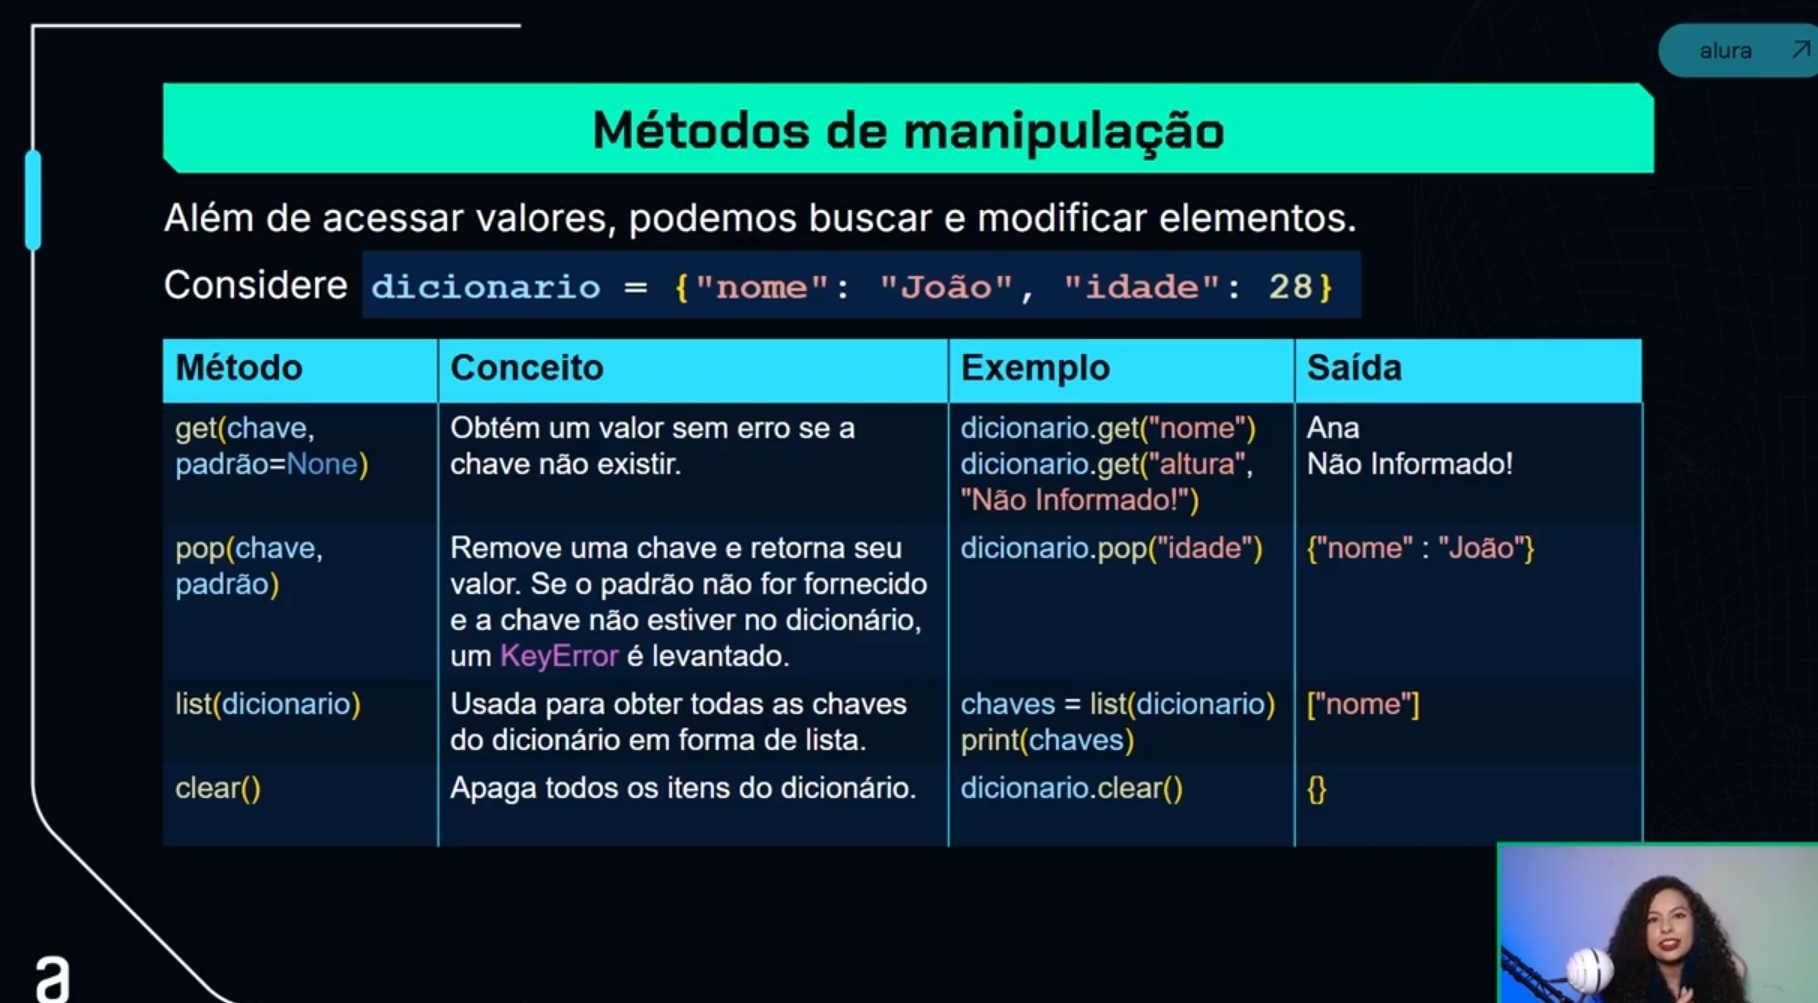 alura
Métodos de manipulação
Além de acessar valores, podemos buscar e modificar elementos.
Considere dicionario = {"nome": "João", "idade": 28}
Método Conceito Exemplo Saída
get(chave,
padrão=None)
Obtém um valor sem erro se a
chave não existir.
dicionario.get("nome")
dicionario.get("altura",
"Não Informado!")
Ana
Não Informado!
pop(chave,
padrão)
Remove uma chave e retorna seu
valor. Se o padrão não for fornecido
e a chave não estiver no dicionário,
um KeyError é levantado.
dicionario.pop("idade")
{"nome" : "João"}
list(dicionario)
Usada para obter todas as chaves
do dicionário em forma de lista.
chaves = list(dicionario)
print(chaves)
["nome"]
clear()
Apaga todos os itens do dicionário.
dicionario.clear()
{}
a